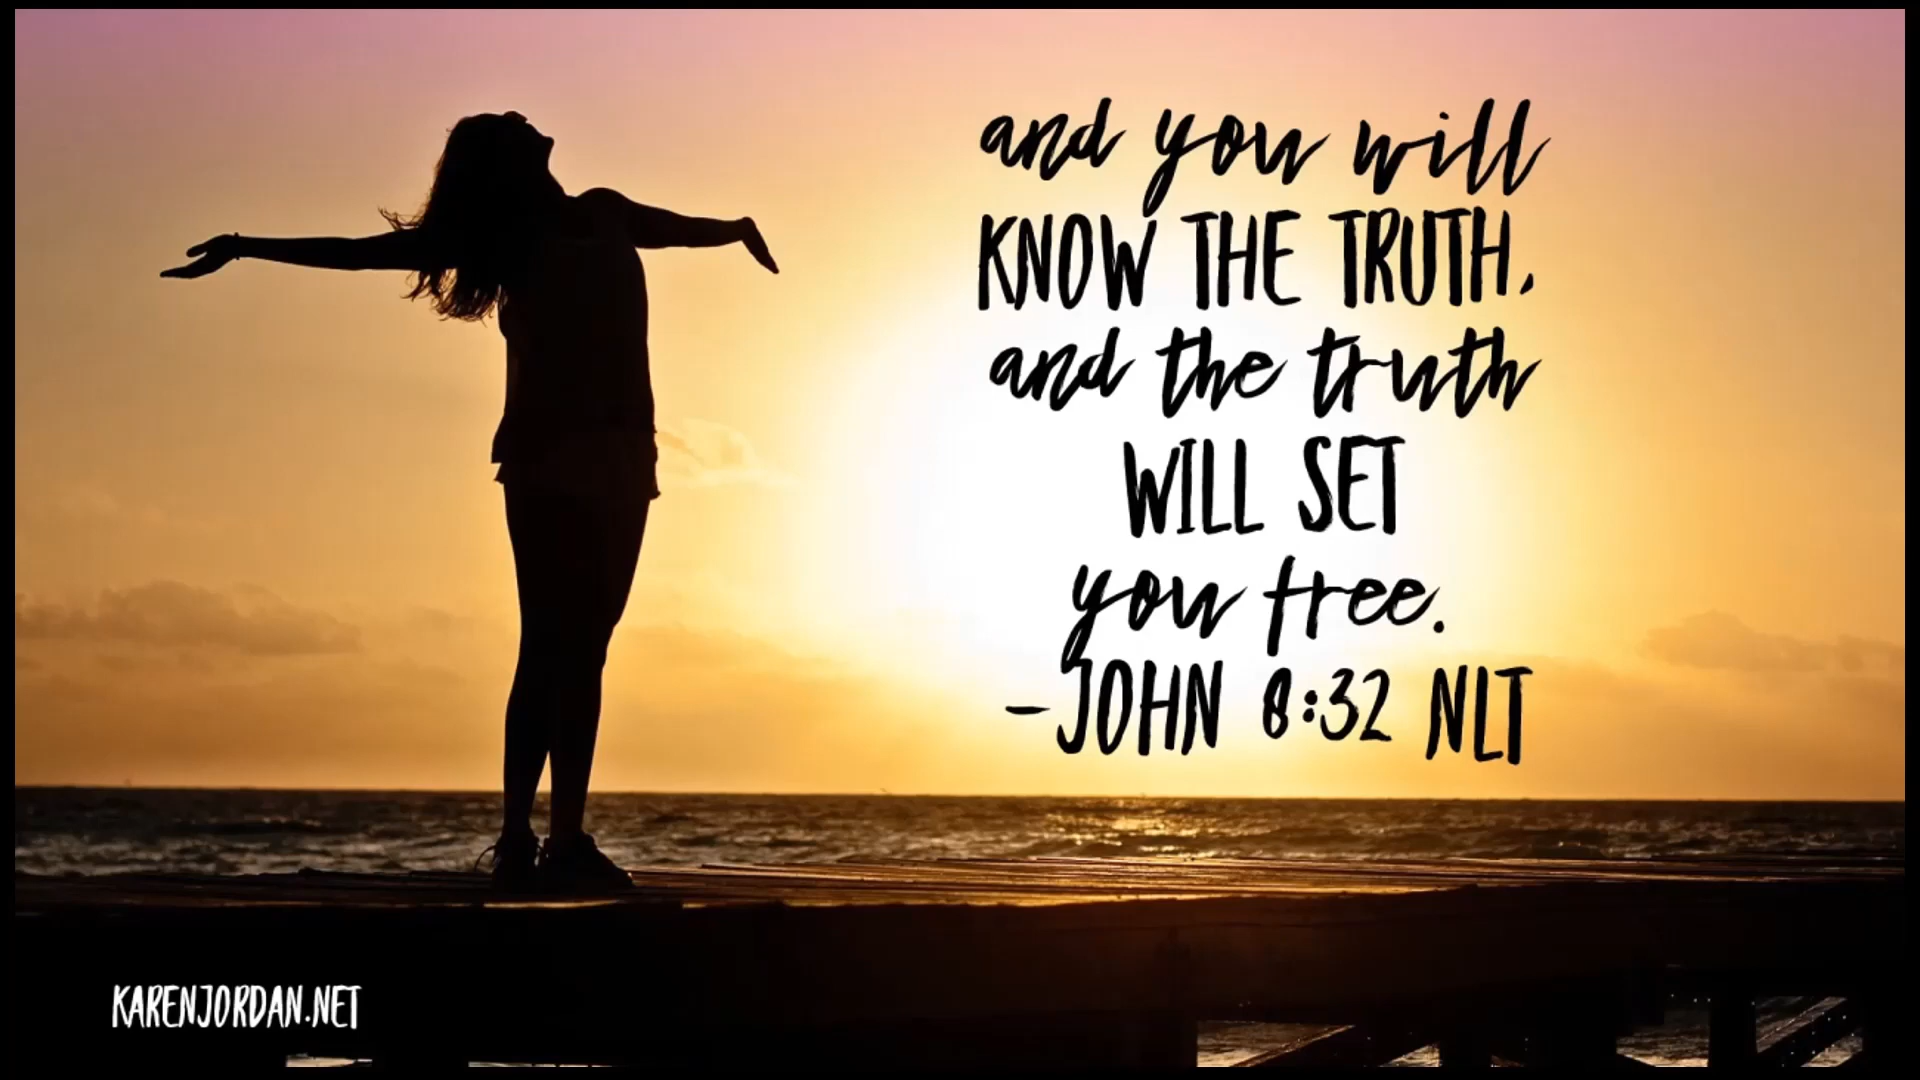 and you will
KNOW THE TRUTH,
and the truth
WILL SET
you free.
-JOHN 8:32 NLT
KARENJORDAN.NET